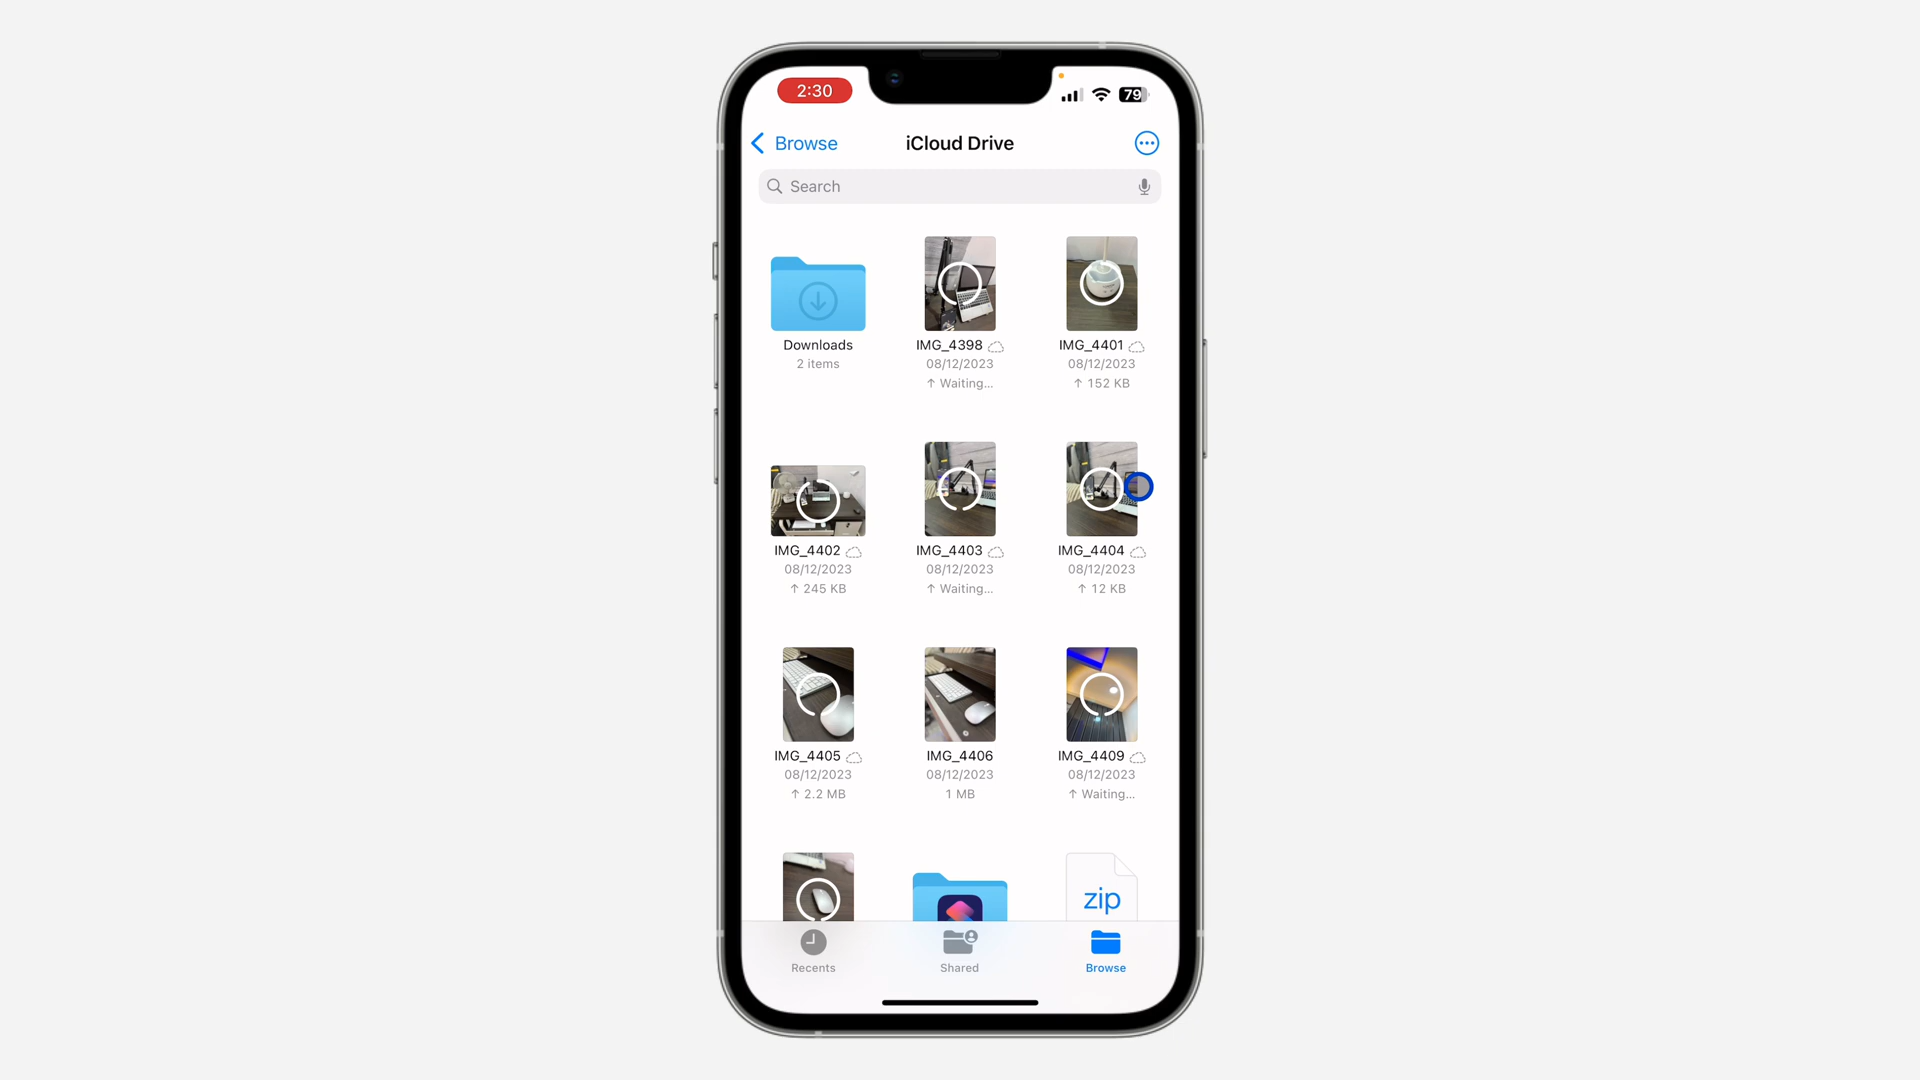 2:30
79
Browse
iCloud Drive
Search
Downloads
2 items
IMG_4398
08/12/2023
↑ Waiting...
IMG_4401
08/12/2023
↑ 152 KB
IMG_4402
08/12/2023
↑ 245 KB
IMG_4403
08/12/2023
↑ Waiting...
IMG_4404
08/12/2023
↑ 12 KB
IMG_4405
08/12/2023
↑ 2.2 MB
IMG_4406
08/12/2023
1 MB
IMG_4409
08/12/2023
↑ Waiting...
zip
Recents
Shared
Browse